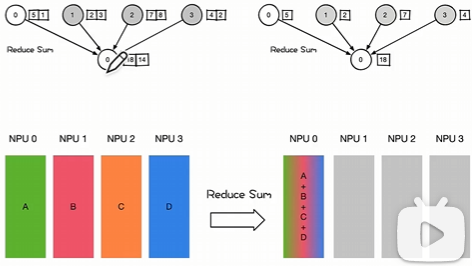 0 5 1 1 2 3 2 7 8 3 4 2
0 5 1 2 2 7 3 4
Reduce Sum
Reduce Sum
0 18 14
0 18
NPU 0 NPU 1 NPU 2 NPU 3
NPU 0 NPU 1 NPU 2 NPU 3
A B C D
Reduce Sum
A
+
B
+
C
+
D